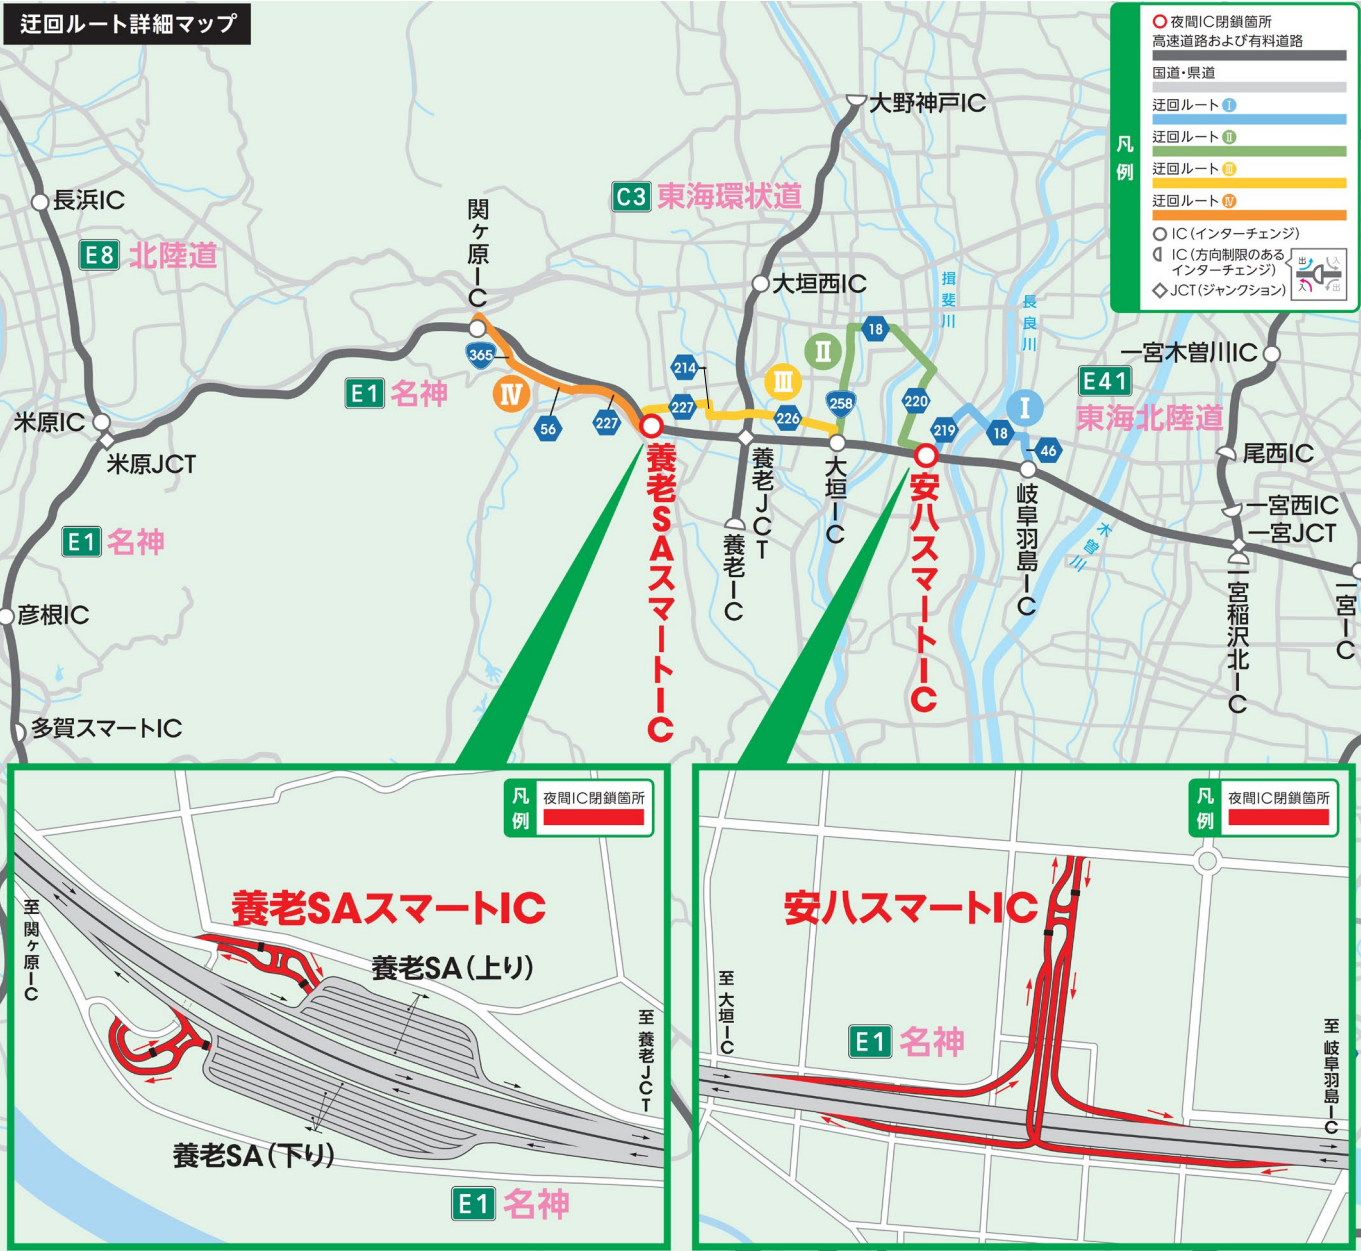 迂回ルート詳細マップ
夜間IC閉鎖箇所
高速道路および有料道路
国道・県道
迂回ルート Ⅰ
迂回ルート Ⅱ
迂回ルート Ⅲ
迂回ルート Ⅳ
IC(インターチェンジ)
IC(方向制限のある
インターチェンジ)
JCT(ジャンクション)
凡例
出 入
入 出
大野神戸IC
C3 東海環状道
長浜IC
E8 北陸道
関ヶ原IC
大垣西IC
揖斐川
長良川
一宮木曽川IC
E41
東海北陸道
E1 名神
米原IC
米原JCT
365
Ⅳ
56
227
214
227
Ⅲ
226
Ⅱ
18
258
220
219
Ⅰ
18
46
尾西IC
一宮西IC
一宮JCT
養老SAスマートIC
養老JCT
養老IC
大垣IC
安八スマートIC
岐阜羽島IC
木曽川
一宮稲沢北IC
一宮IC
E1 名神
彦根IC
多賀スマートIC
凡例
夜間IC閉鎖箇所
養老SAスマートIC
至 関ヶ原IC
養老SA(上り)
至 養老JCT
養老SA(下り)
E1 名神
凡例
夜間IC閉鎖箇所
安八スマートIC
至 大垣IC
E1 名神
至 岐阜羽島IC